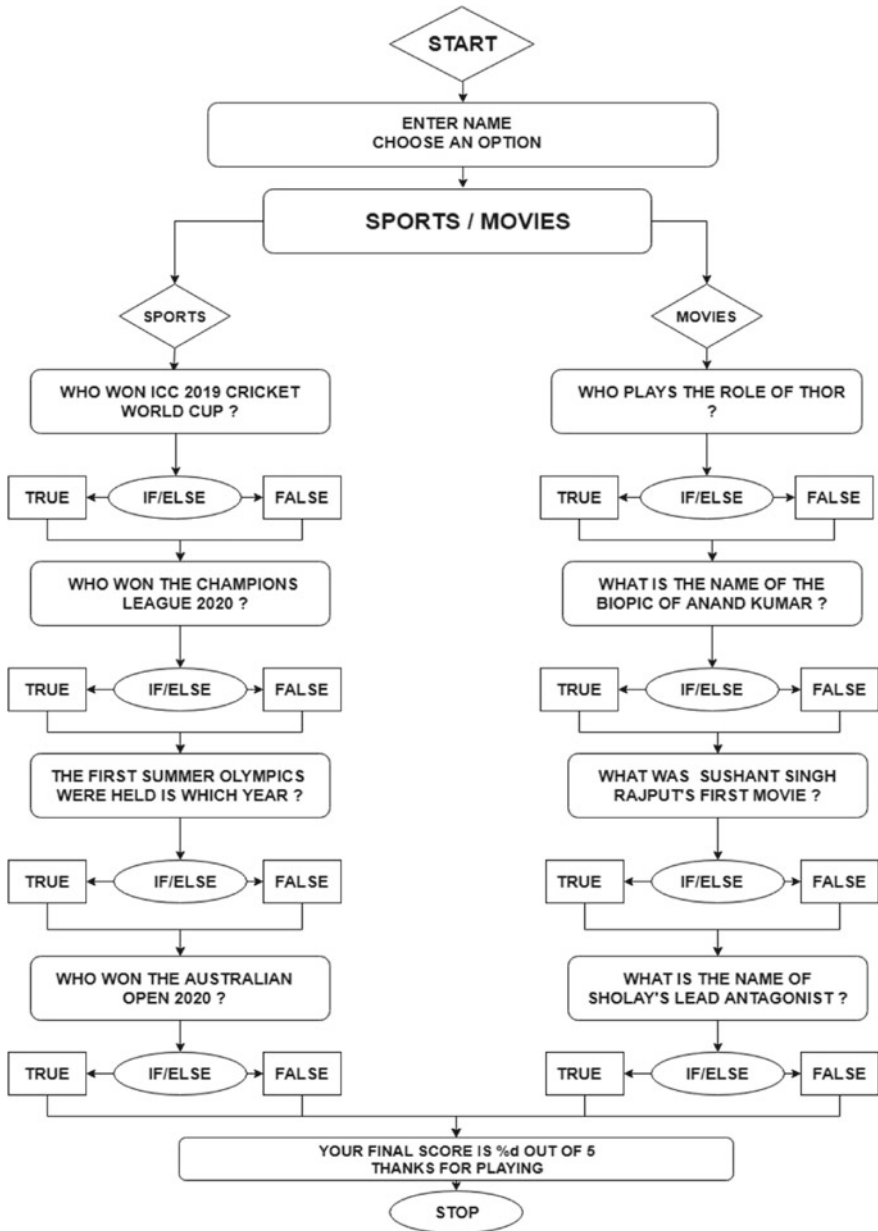 START
ENTER NAME
CHOOSE AN OPTION
SPORTS / MOVIES
SPORTS
WHO WON ICC 2019 CRICKET
WORLD CUP ?
TRUE
IF/ELSE
FALSE
WHO WON THE CHAMPIONS
LEAGUE 2020 ?
TRUE
IF/ELSE
FALSE
THE FIRST SUMMER OLYMPICS
WERE HELD IS WHICH YEAR ?
TRUE
IF/ELSE
FALSE
WHO WON THE AUSTRALIAN
OPEN 2020 ?
TRUE
IF/ELSE
FALSE
MOVIES
WHO PLAYS THE ROLE OF THOR
?
TRUE
IF/ELSE
FALSE
WHAT IS THE NAME OF THE
BIOPIC OF ANAND KUMAR ?
TRUE
IF/ELSE
FALSE
WHAT WAS SUSHANT SINGH
RAJPUT'S FIRST MOVIE ?
TRUE
IF/ELSE
FALSE
WHAT IS THE NAME OF
SHOLAY'S LEAD ANTAGONIST ?
TRUE
IF/ELSE
FALSE
YOUR FINAL SCORE IS %d OUT OF 5
THANKS FOR PLAYING
STOP